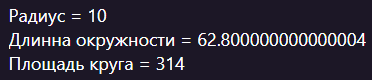 Радиус = 10
Длинна окружности = 62.800000000000004
Площадь круга = 314